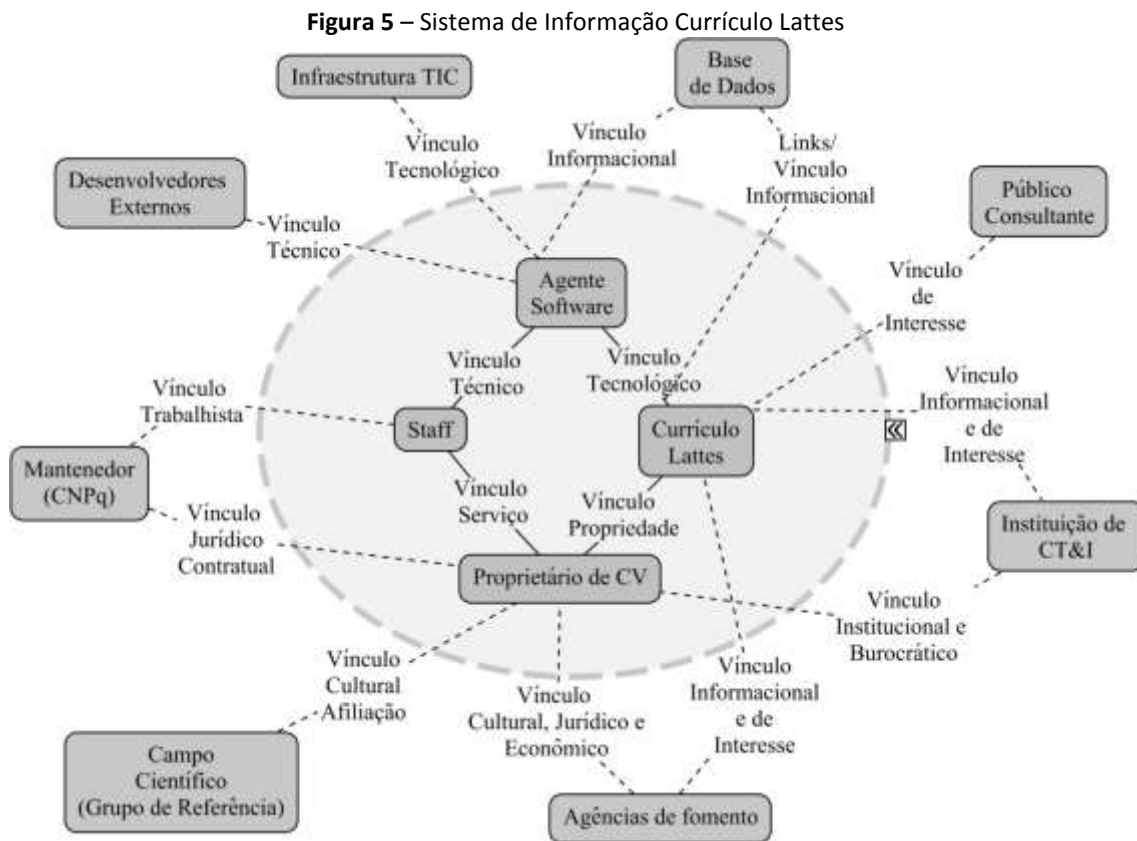 Figura 5 – Sistema de Informação Currículo Lattes
Infraestrutura TIC
Base
de Dados
Vínculo
Tecnológico
Vínculo
Informacional
Links/
Vínculo
Informacional
Desenvolvedores
Externos
Público
Consultante
Vínculo
Técnico
Agente
Software
Vínculo
de
Interesse
Vínculo
Técnico
Vínculo
Tecnológico
Vínculo
Trabalhista
Vínculo
Informacional
e de
Interesse
Staff
Currículo
Lattes
Mantenedor
(CNPq)
Vínculo
Jurídico
Contratual
Vínculo
Serviço
Vínculo
Propriedade
Instituição de
CT&I
Proprietário de CV
Vínculo
Institucional e
Burocrático
Vínculo
Cultural
Afiliação
Vínculo
Cultural, Jurídico e
Econômico
Vínculo
Informacional
e de
Interesse
Campo
Científico
(Grupo de Referência)
Agências de fomento